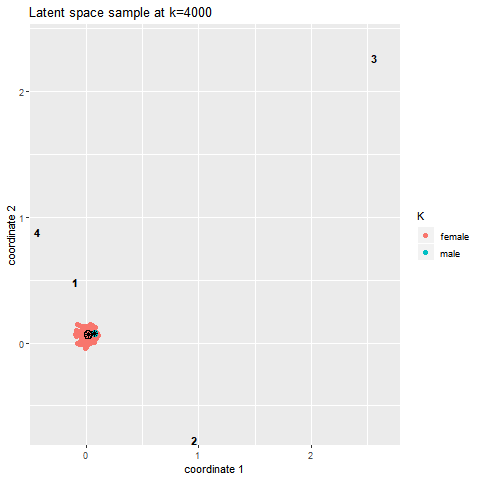 Latent space sample at k=4000
3
2
4
1
1
0
2
0
1
2
coordinate 2
coordinate 1
K
female
male